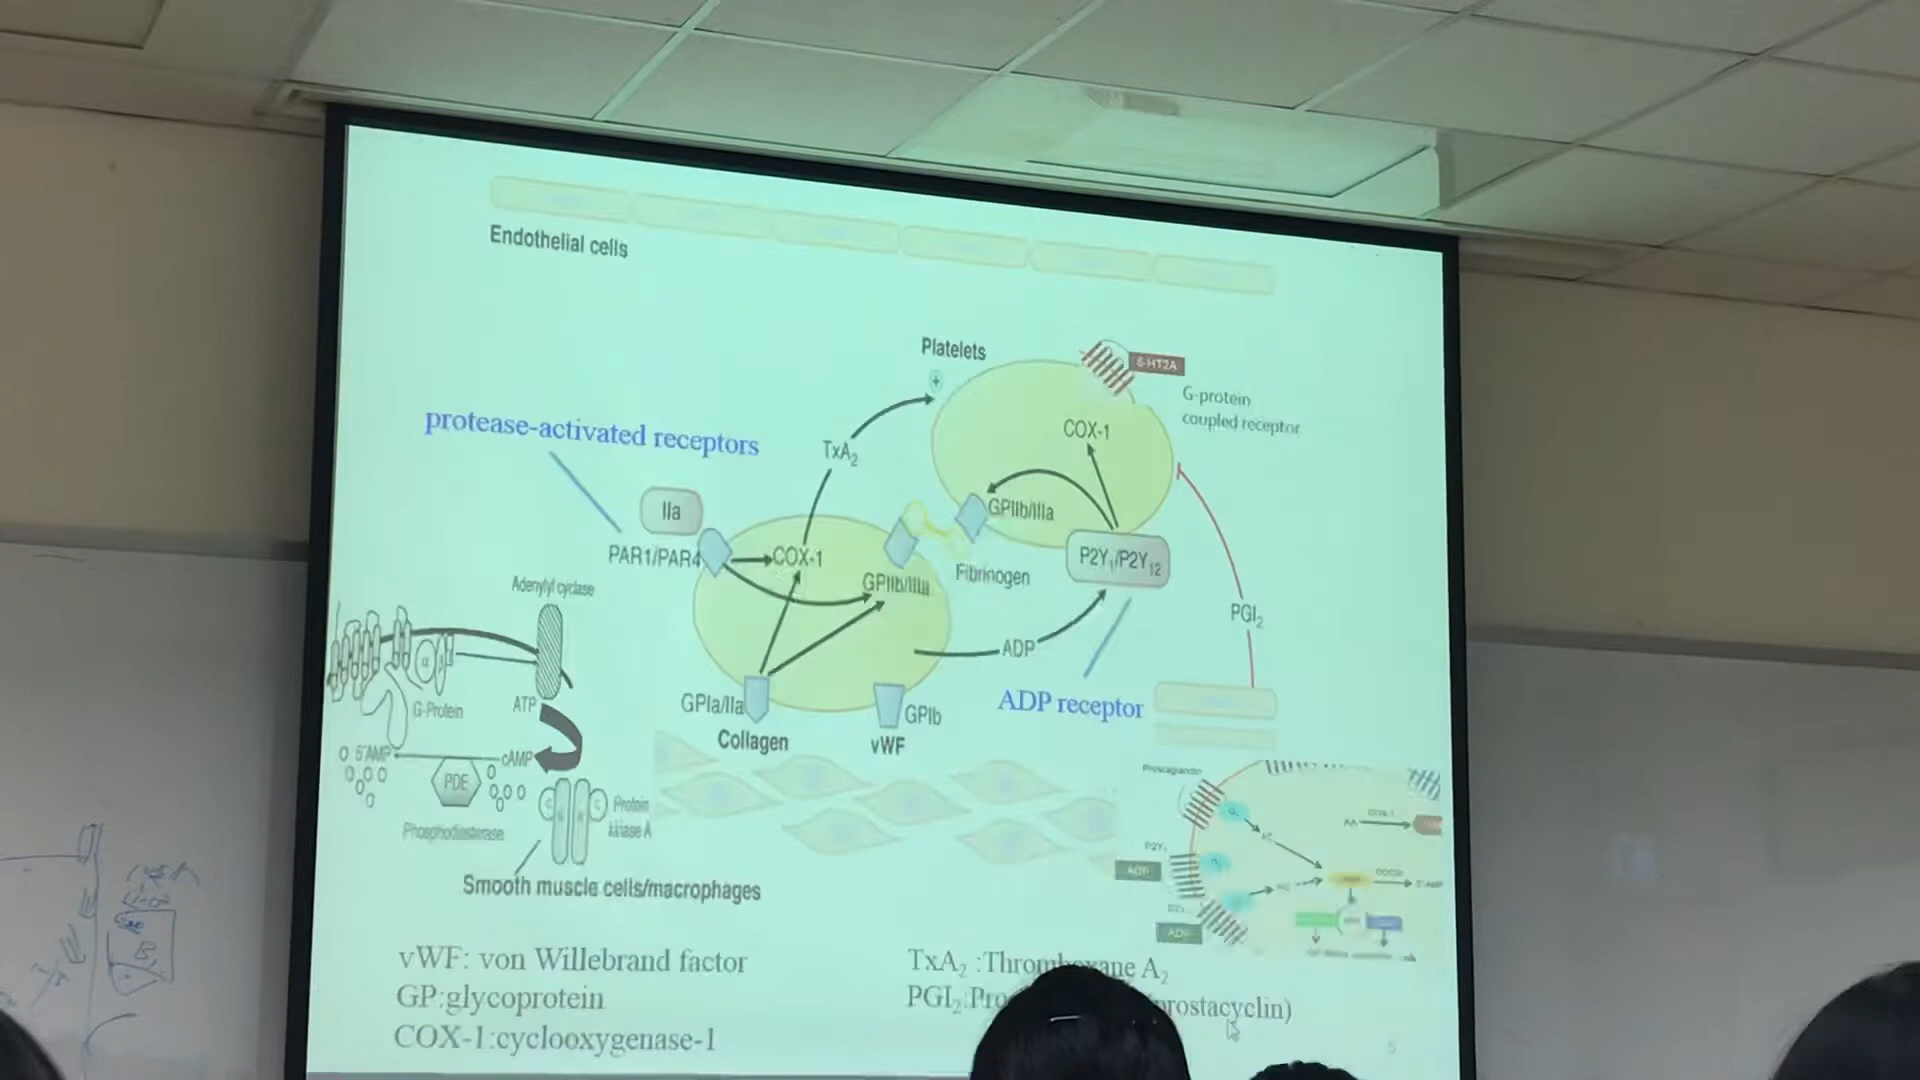 Endothelial cells
Platelets
5-HT2A
G-protein
coupled receptor
protease-activated receptors
TxA₂
COX-1
IIa
GPIIb/IIIa
PAR1/PAR4
COX-1
GPIIb/IIIa
Fibrinogen
P2Y₁/P2Y₁₂
Adenylyl cyclase
PGI₂
ADP
ADP receptor
G-Protein
ATP
GPIa/IIa
GPIb
Collagen
vWF
5'AMP
cAMP
PDE
Phosphodiesterase
Protein
kinase A
Smooth muscle cells/macrophages
P2Y₁
ADP
ADP
AA
vWF: von Willebrand factor
GP:glycoprotein
COX-1:cyclooxygenase-1
TxA₂ :Thromboxane A₂
PGI₂:Pro prostacyclin)
5